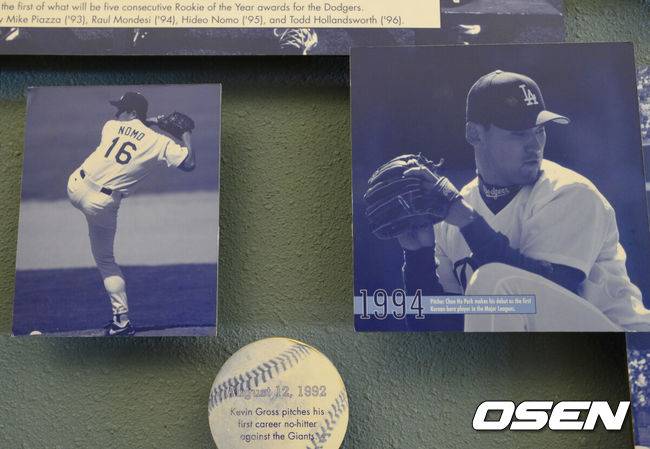 the first of what will be five consecutive Rookie of the Year awards for the Dodgers.
Mike Piazza ('93), Raul Mondesi ('94), Hideo Nomo ('95), and Todd Hollandsworth ('96).
NOMO
16
LA
Dodgers
1994
Pitcher Chan Ho Park makes his debut as the first
Korean born player in the Major Leagues.
August 12, 1992
Kevin Gross pitches his
first career no-hitter
against the Giants.
OSEN